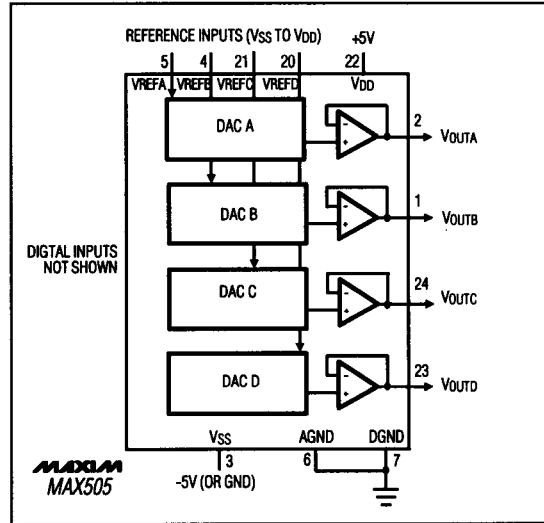 REFERENCE INPUTS (VSS TO VDD) +5V
5 4 21 20 22
VREFA VREFB VREFC VREFD VDD
DAC A
- +
2 VOUTA
DAC B
- +
1 VOUTB
DIGTAL INPUTS
NOT SHOWN
DAC C
- +
24 VOUTC
DAC D
- +
23 VOUTD
VSS AGND DGND
3 6 7
-5V (OR GND)
MAXIM
MAX505